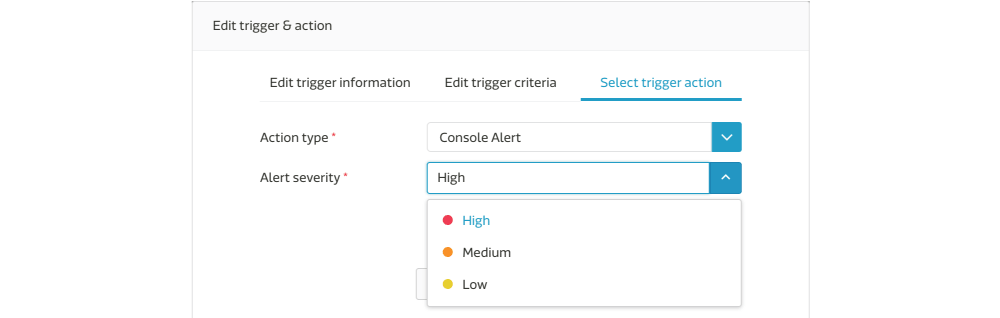 Edit trigger & action
Edit trigger information Edit trigger criteria Select trigger action
Action type * Console Alert
Alert severity * High
High
Medium
Low